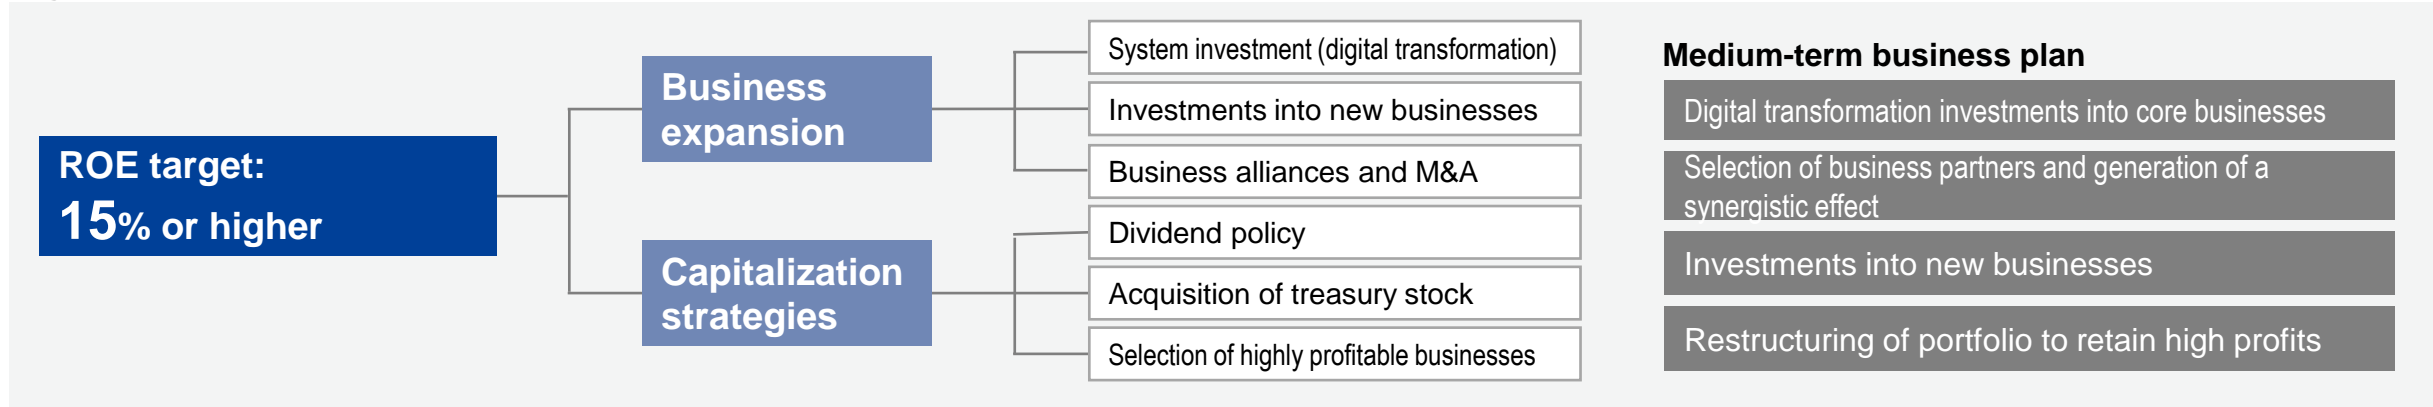 ROE target:
15% or higher
Business
expansion
Capitalization
strategies
System investment (digital transformation)
Investments into new businesses
Business alliances and M&A
Dividend policy
Acquisition of treasury stock
Selection of highly profitable businesses
Medium-term business plan
Digital transformation investments into core businesses
Selection of business partners and generation of a
synergistic effect
Investments into new businesses
Restructuring of portfolio to retain high profits